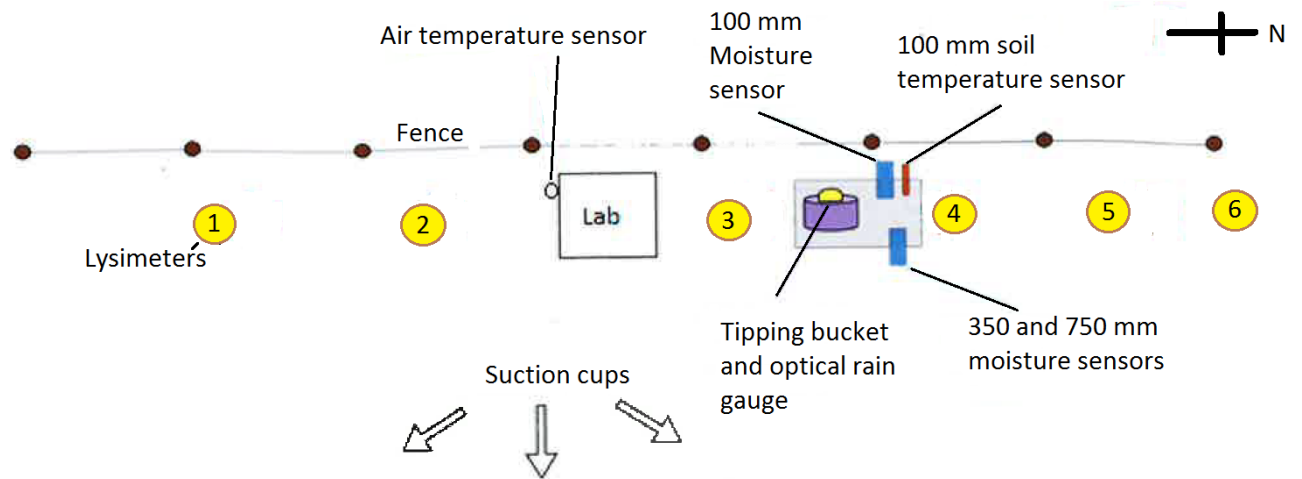 Air temperature sensor
100 mm
Moisture
sensor
100 mm soil
temperature sensor
N
Fence
1
2
Lab
3
4
5
6
Lysimeters
Tipping bucket
and optical rain
gauge
350 and 750 mm
moisture sensors
Suction cups